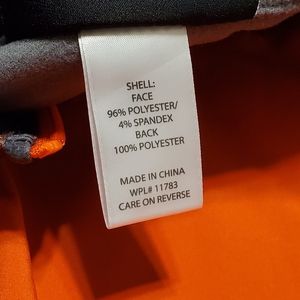 SHELL:
FACE
96% POLYESTER/
4% SPANDEX
BACK
100% POLYESTER
MADE IN CHINA
WPL# 11783
CARE ON REVERSE